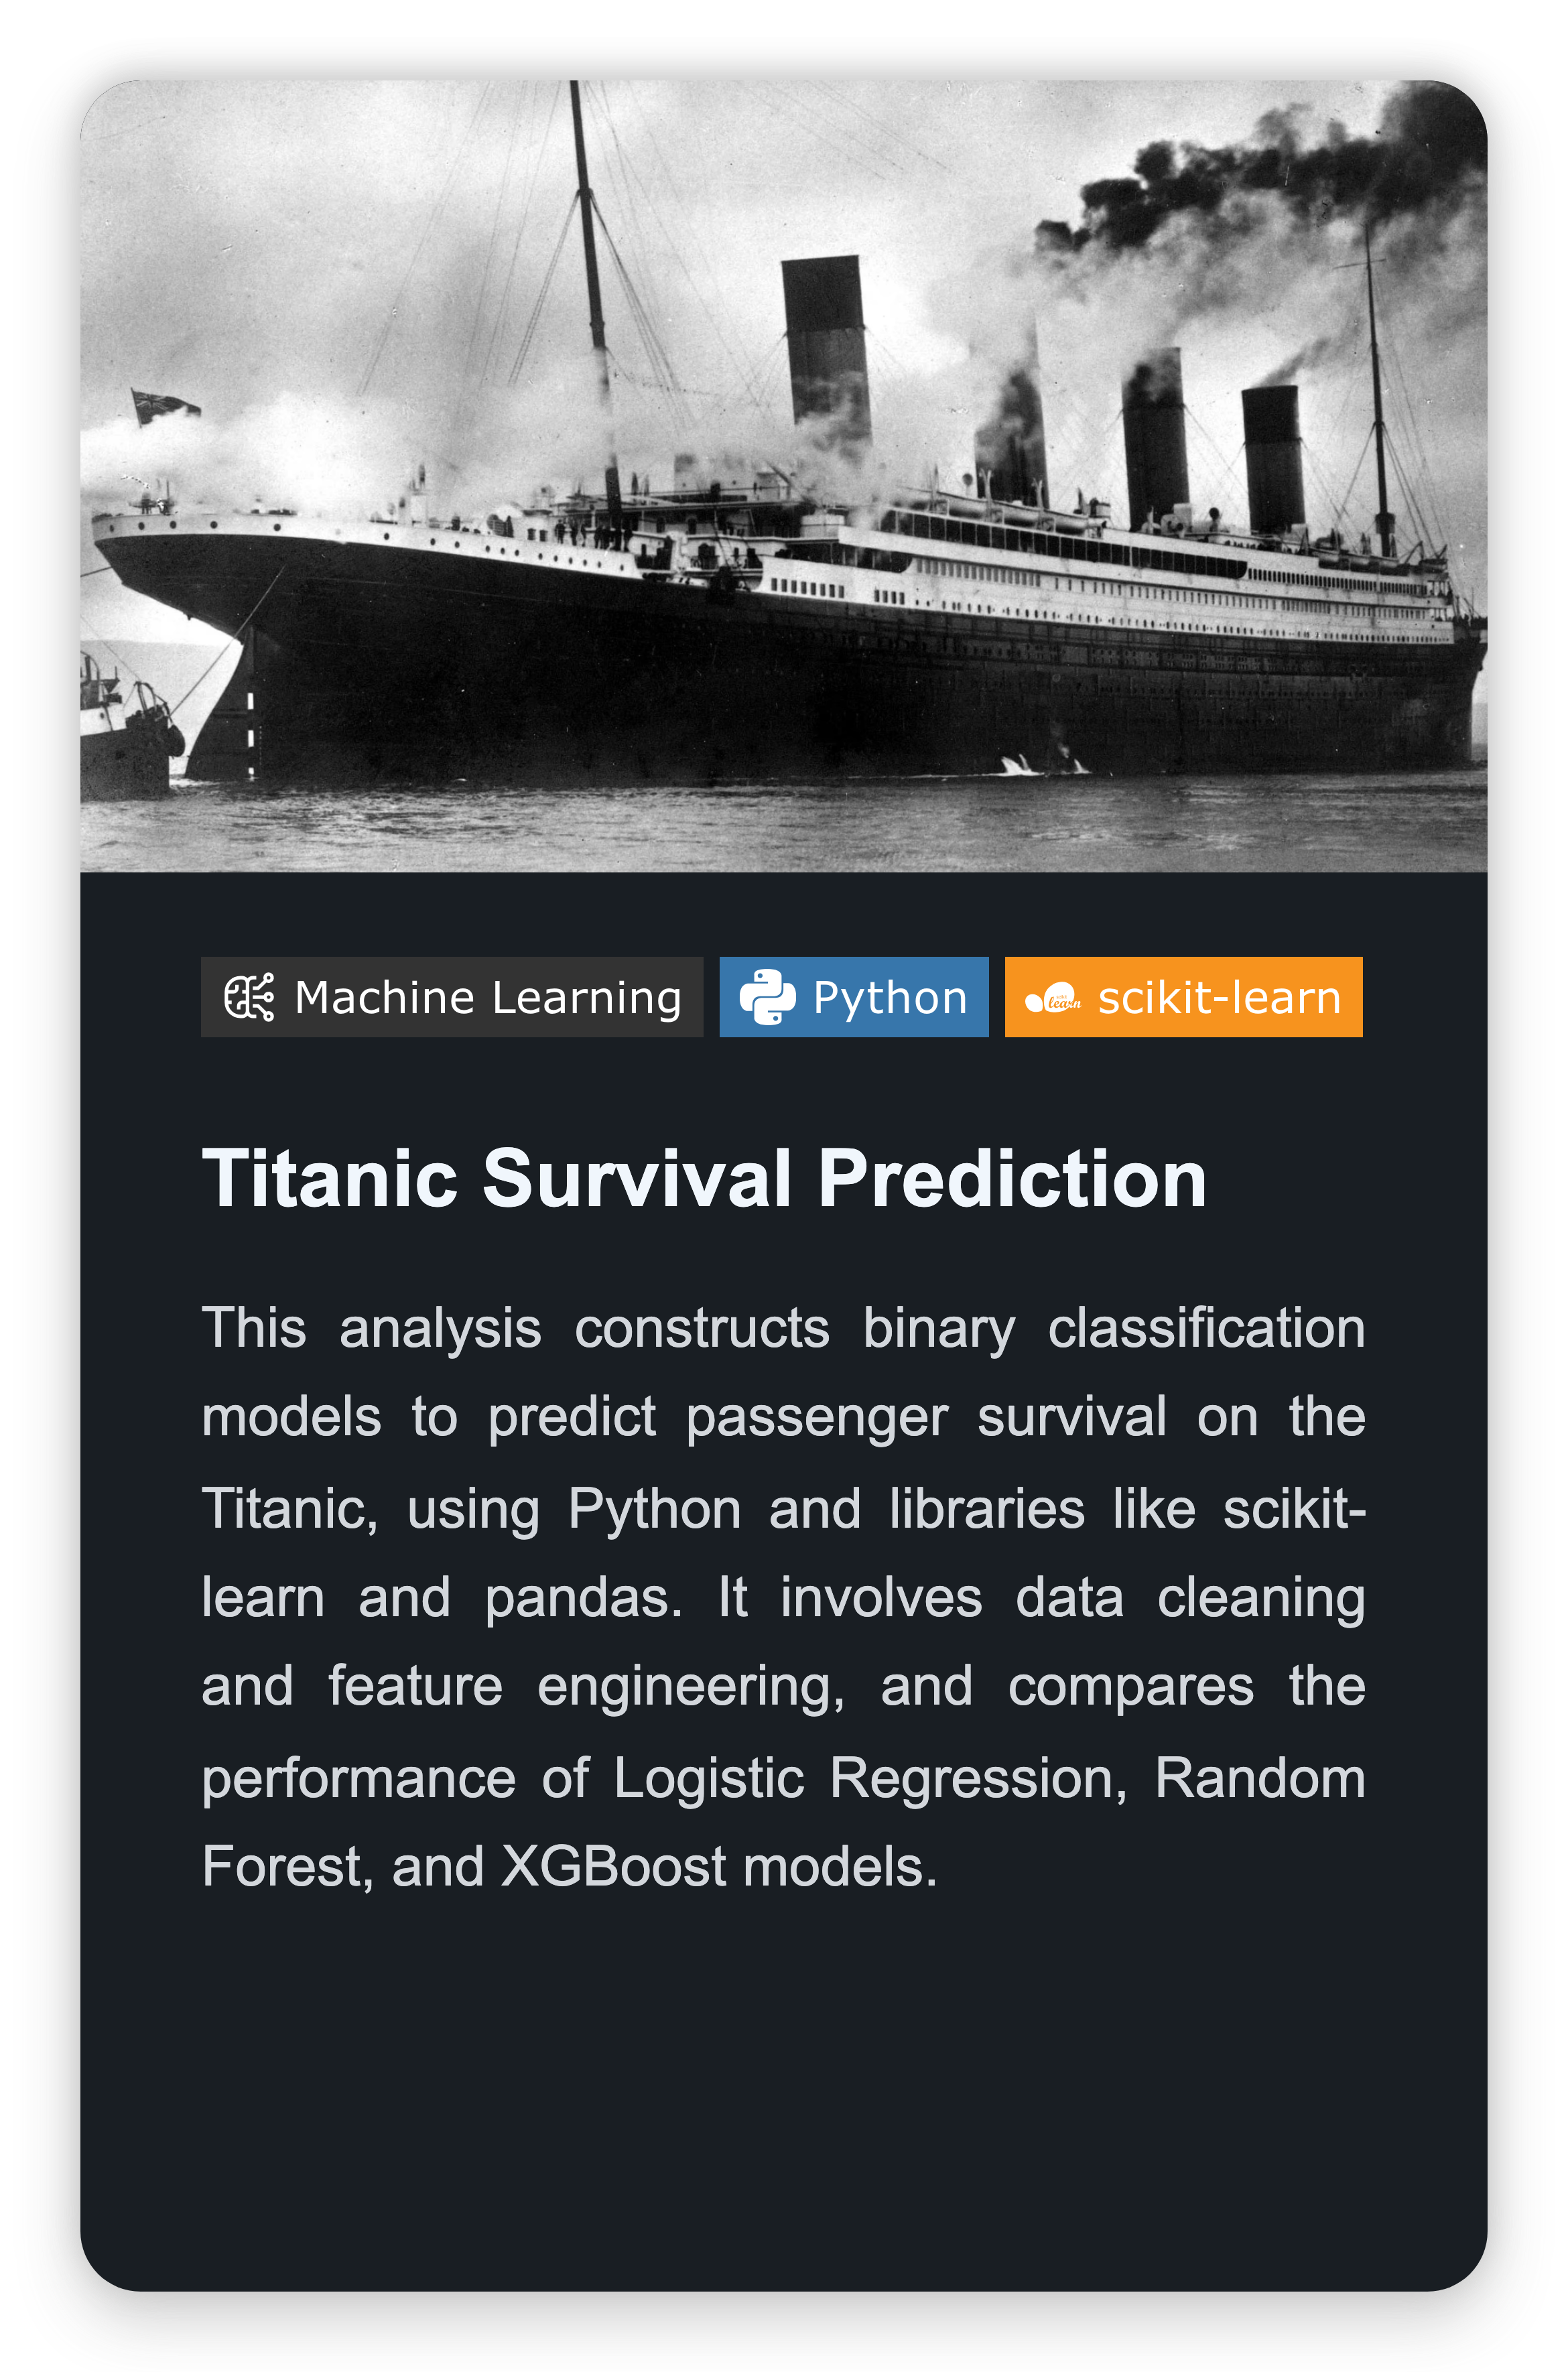 Machine Learning
Python
learn scikit-learn
Titanic Survival Prediction
This analysis constructs binary classification
models to predict passenger survival on the
Titanic, using Python and libraries like scikit-
learn and pandas. It involves data cleaning
and feature engineering, and compares the
performance of Logistic Regression, Random
Forest, and XGBoost models.